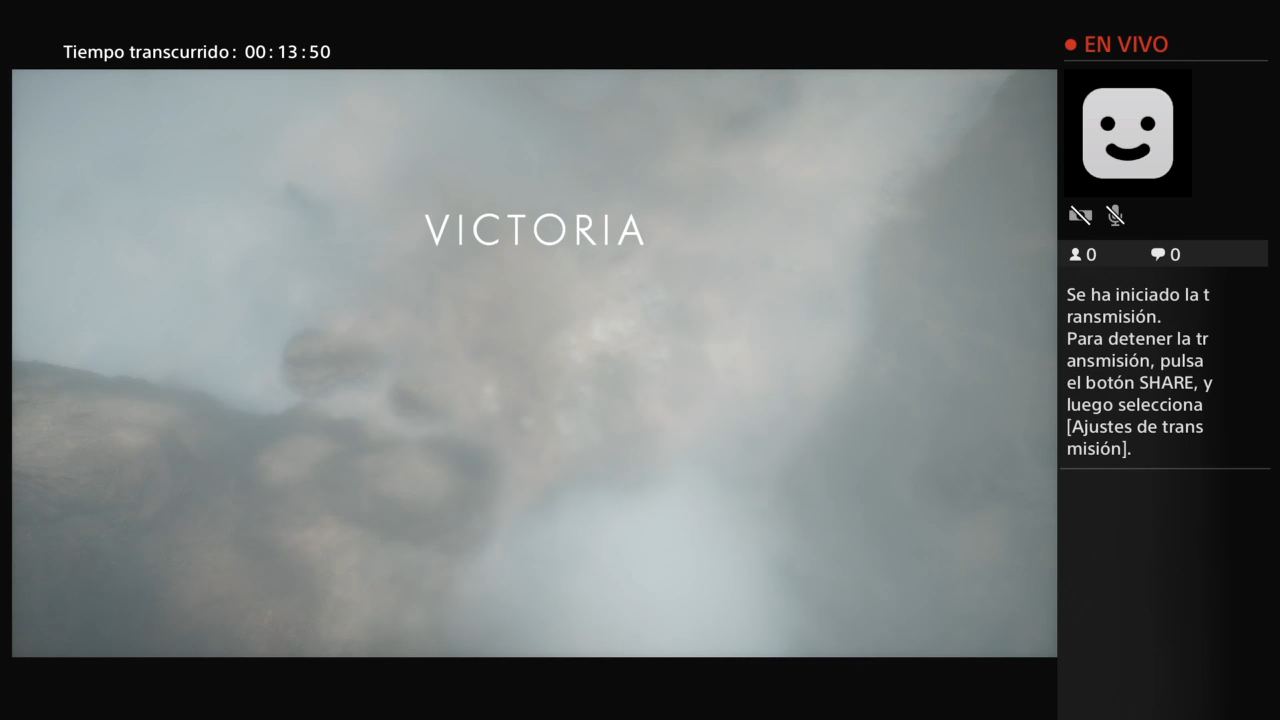 Tiempo transcurrido: 00:13:50
EN VIVO
VICTORIA
0 0
Se ha iniciado la t
ransmisión.
Para detener la tr
ansmisión, pulsa
el botón SHARE, y
luego selecciona
[Ajustes de trans
misión].